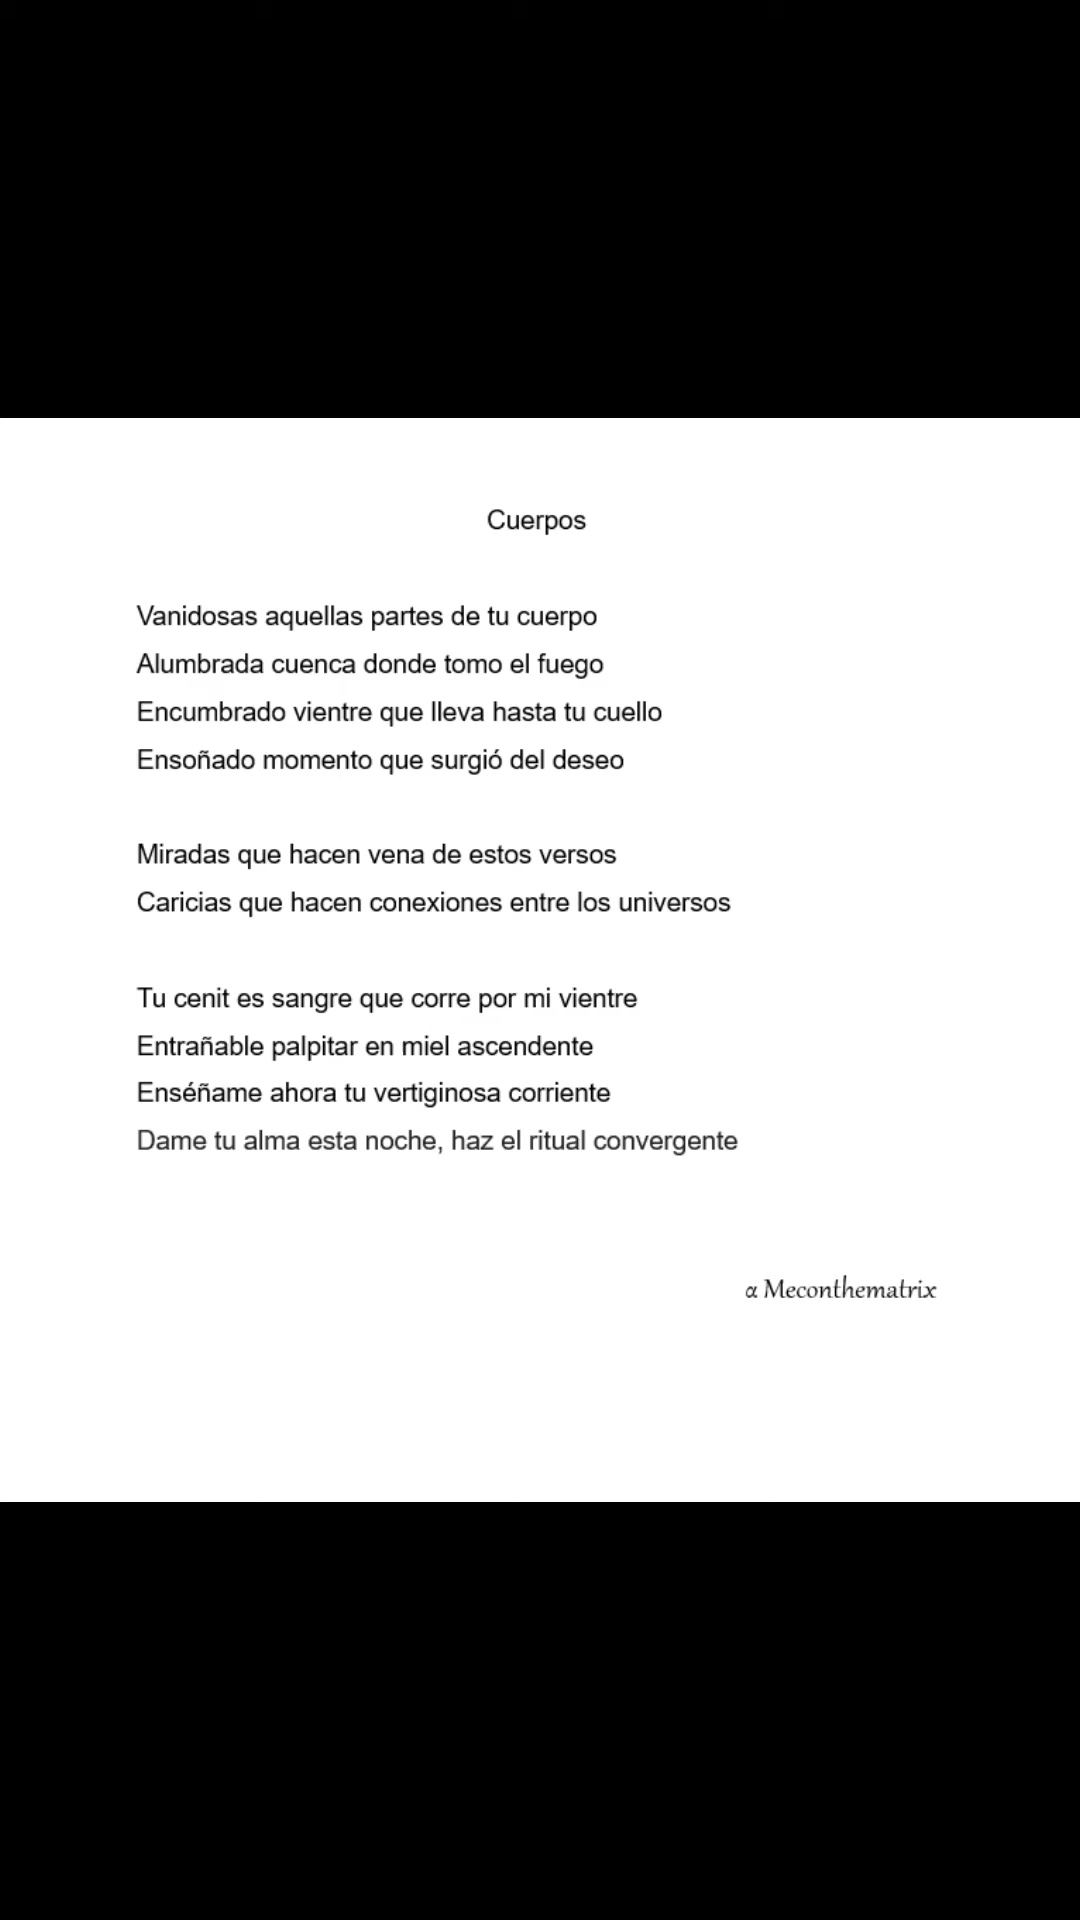 Cuerpos
Vanidosas aquellas partes de tu cuerpo
Alumbrada cuenca donde tomo el fuego
Encumbrado vientre que lleva hasta tu cuello
Ensoñado momento que surgió del deseo
Miradas que hacen vena de estos versos
Caricias que hacen conexiones entre los universos
Tu cenit es sangre que corre por mi vientre
Entrañable palpitar en miel ascendente
Enséñame ahora tu vertiginosa corriente
Dame tu alma esta noche, haz el ritual convergente
α Meconthematrix